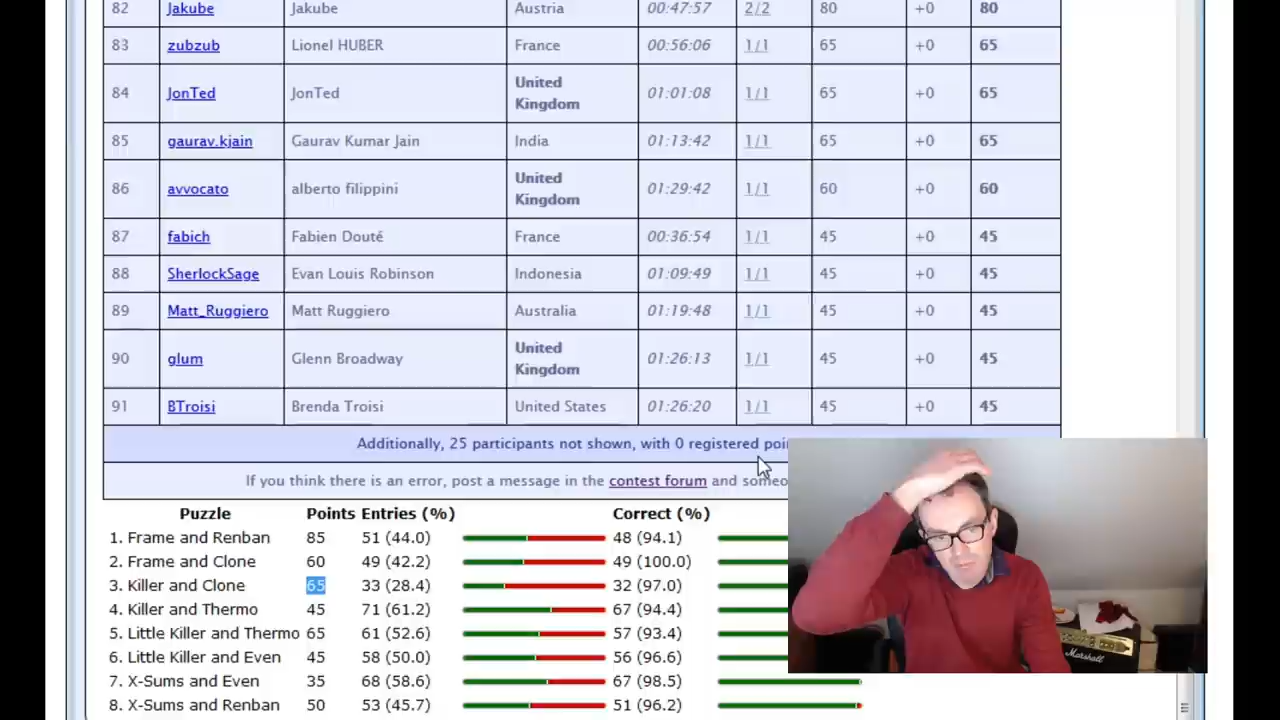 82 Jakube Jakube Austria 00:47:57 2/2 80 +0 80
83 zubzub Lionel HUBER France 00:56:06 1/1 65 +0 65
84 JonTed JonTed United Kingdom 01:01:08 1/1 65 +0 65
85 gaurav.kjain Gaurav Kumar Jain India 01:13:42 1/1 65 +0 65
86 avvocato alberto filippini United Kingdom 01:29:42 1/1 60 +0 60
87 fabich Fabien Douté France 00:36:54 1/1 45 +0 45
88 SherlockSage Evan Louis Robinson Indonesia 01:09:49 1/1 45 +0 45
89 Matt_Ruggiero Matt Ruggiero Australia 01:19:48 1/1 45 +0 45
90 glum Glenn Broadway United Kingdom 01:26:13 1/1 45 +0 45
91 BTroisi Brenda Troisi United States 01:26:20 1/1 45 +0 45
Additionally, 25 participants not shown, with 0 registered poi
If you think there is an error, post a message in the contest forum and someo
Puzzle Points Entries (%) Correct (%)
1. Frame and Renban 85 51 (44.0) 48 (94.1)
2. Frame and Clone 60 49 (42.2) 49 (100.0)
3. Killer and Clone 65 33 (28.4) 32 (97.0)
4. Killer and Thermo 45 71 (61.2) 67 (94.4)
5. Little Killer and Thermo 65 61 (52.6) 57 (93.4)
6. Little Killer and Even 45 58 (50.0) 56 (96.6)
7. X-Sums and Even 35 68 (58.6) 67 (98.5)
8. X-Sums and Renban 50 53 (45.7) 51 (96.2)
Marshall